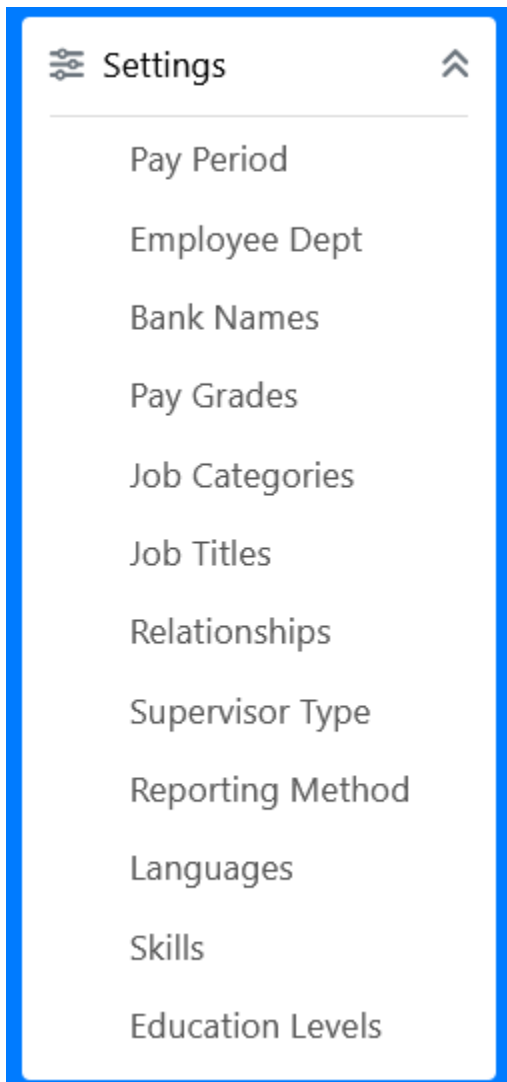 Settings
Pay Period
Employee Dept
Bank Names
Pay Grades
Job Categories
Job Titles
Relationships
Supervisor Type
Reporting Method
Languages
Skills
Education Levels